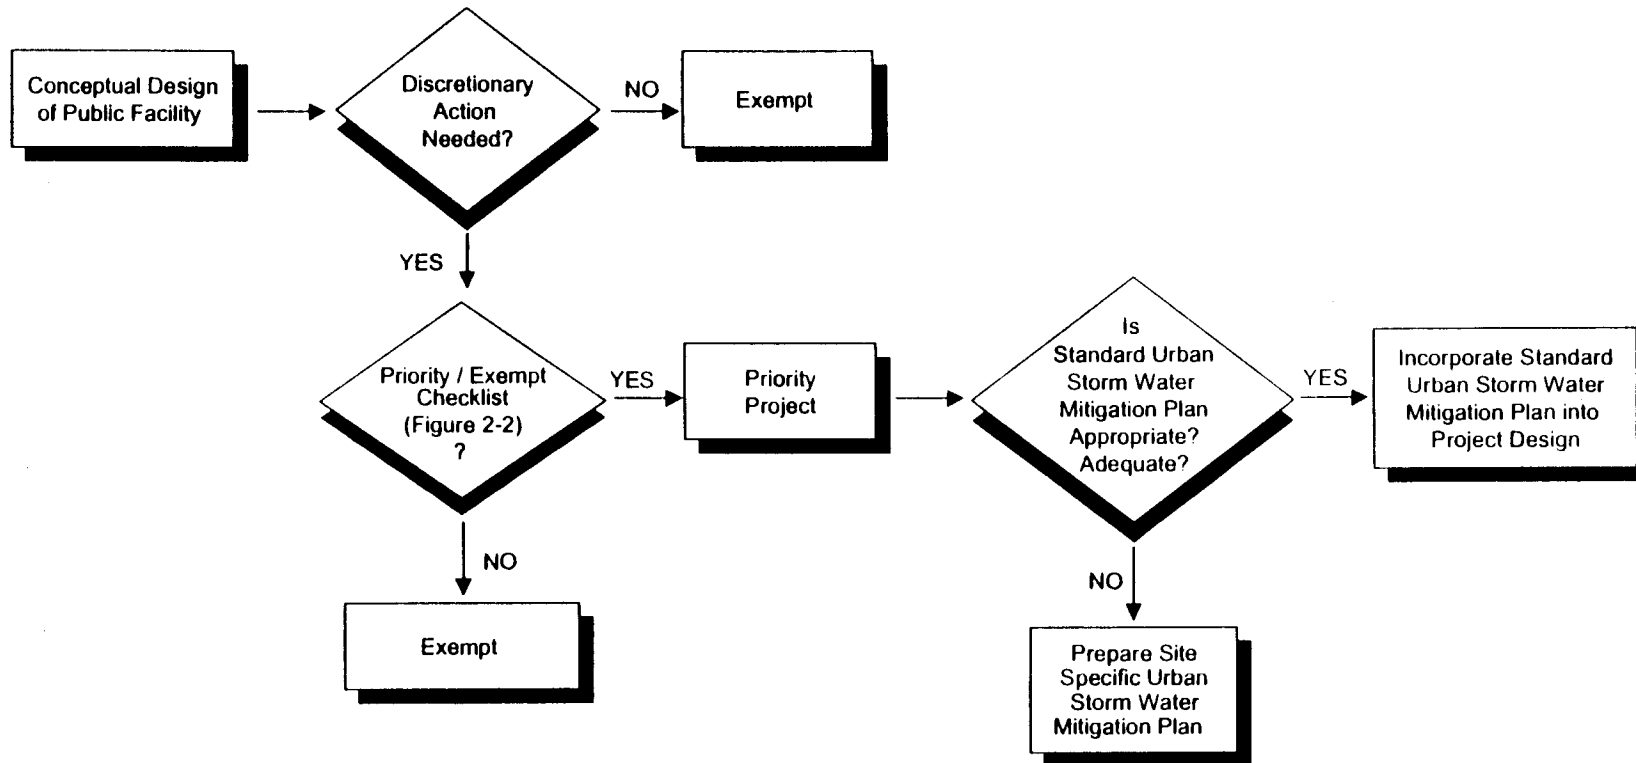 Conceptual Design
of Public Facility
Discretionary
Action
Needed?
NO
Exempt
YES
Priority / Exempt
Checklist
(Figure 2-2)
?
YES
Priority
Project
Is
Standard Urban
Storm Water
Mitigation Plan
Appropriate?
Adequate?
YES
Incorporate Standard
Urban Storm Water
Mitigation Plan into
Project Design
NO
Exempt
NO
Prepare Site
Specific Urban
Storm Water
Mitigation Plan